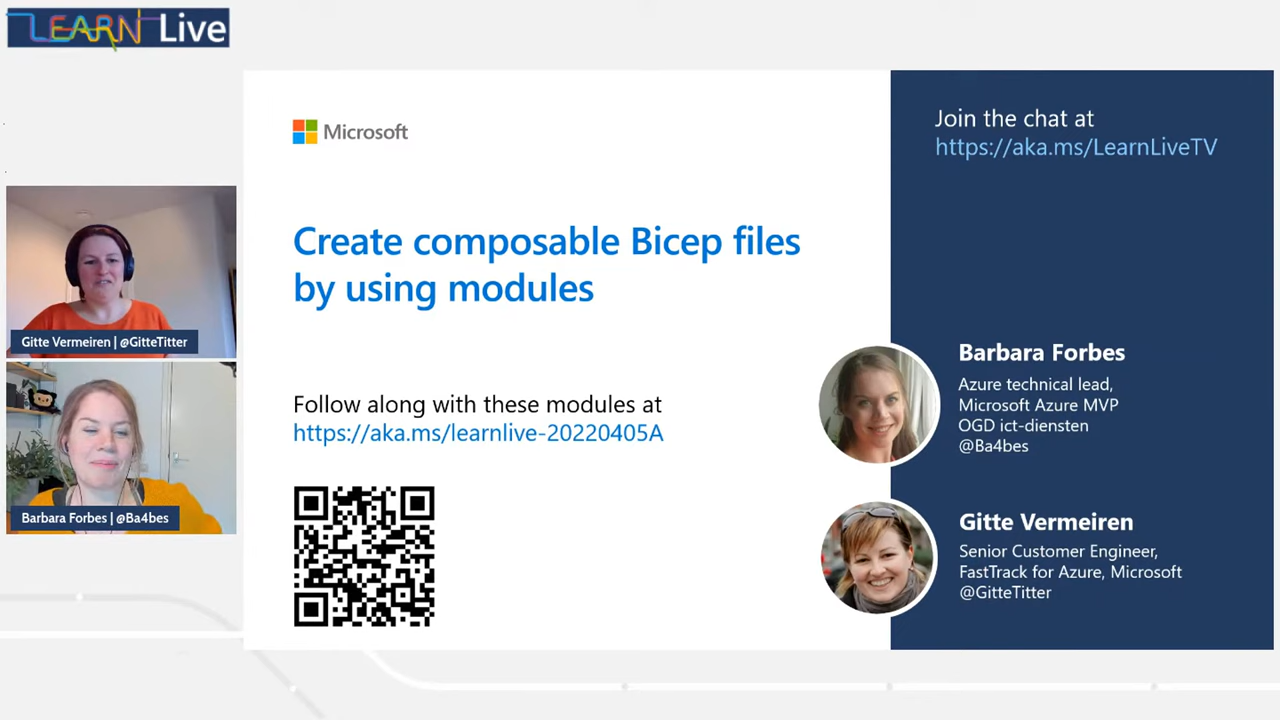 LEARN Live
Gitte Vermeiren | @GitteTitter
Barbara Forbes | @Ba4bes
Microsoft
Create composable Bicep files
by using modules
Follow along with these modules at
https://aka.ms/learnlive-20220405A
Join the chat at
https://aka.ms/LearnLiveTV
Barbara Forbes
Azure technical lead,
Microsoft Azure MVP
OGD ict-diensten
@Ba4bes
Gitte Vermeiren
Senior Customer Engineer,
FastTrack for Azure, Microsoft
@GitteTitter